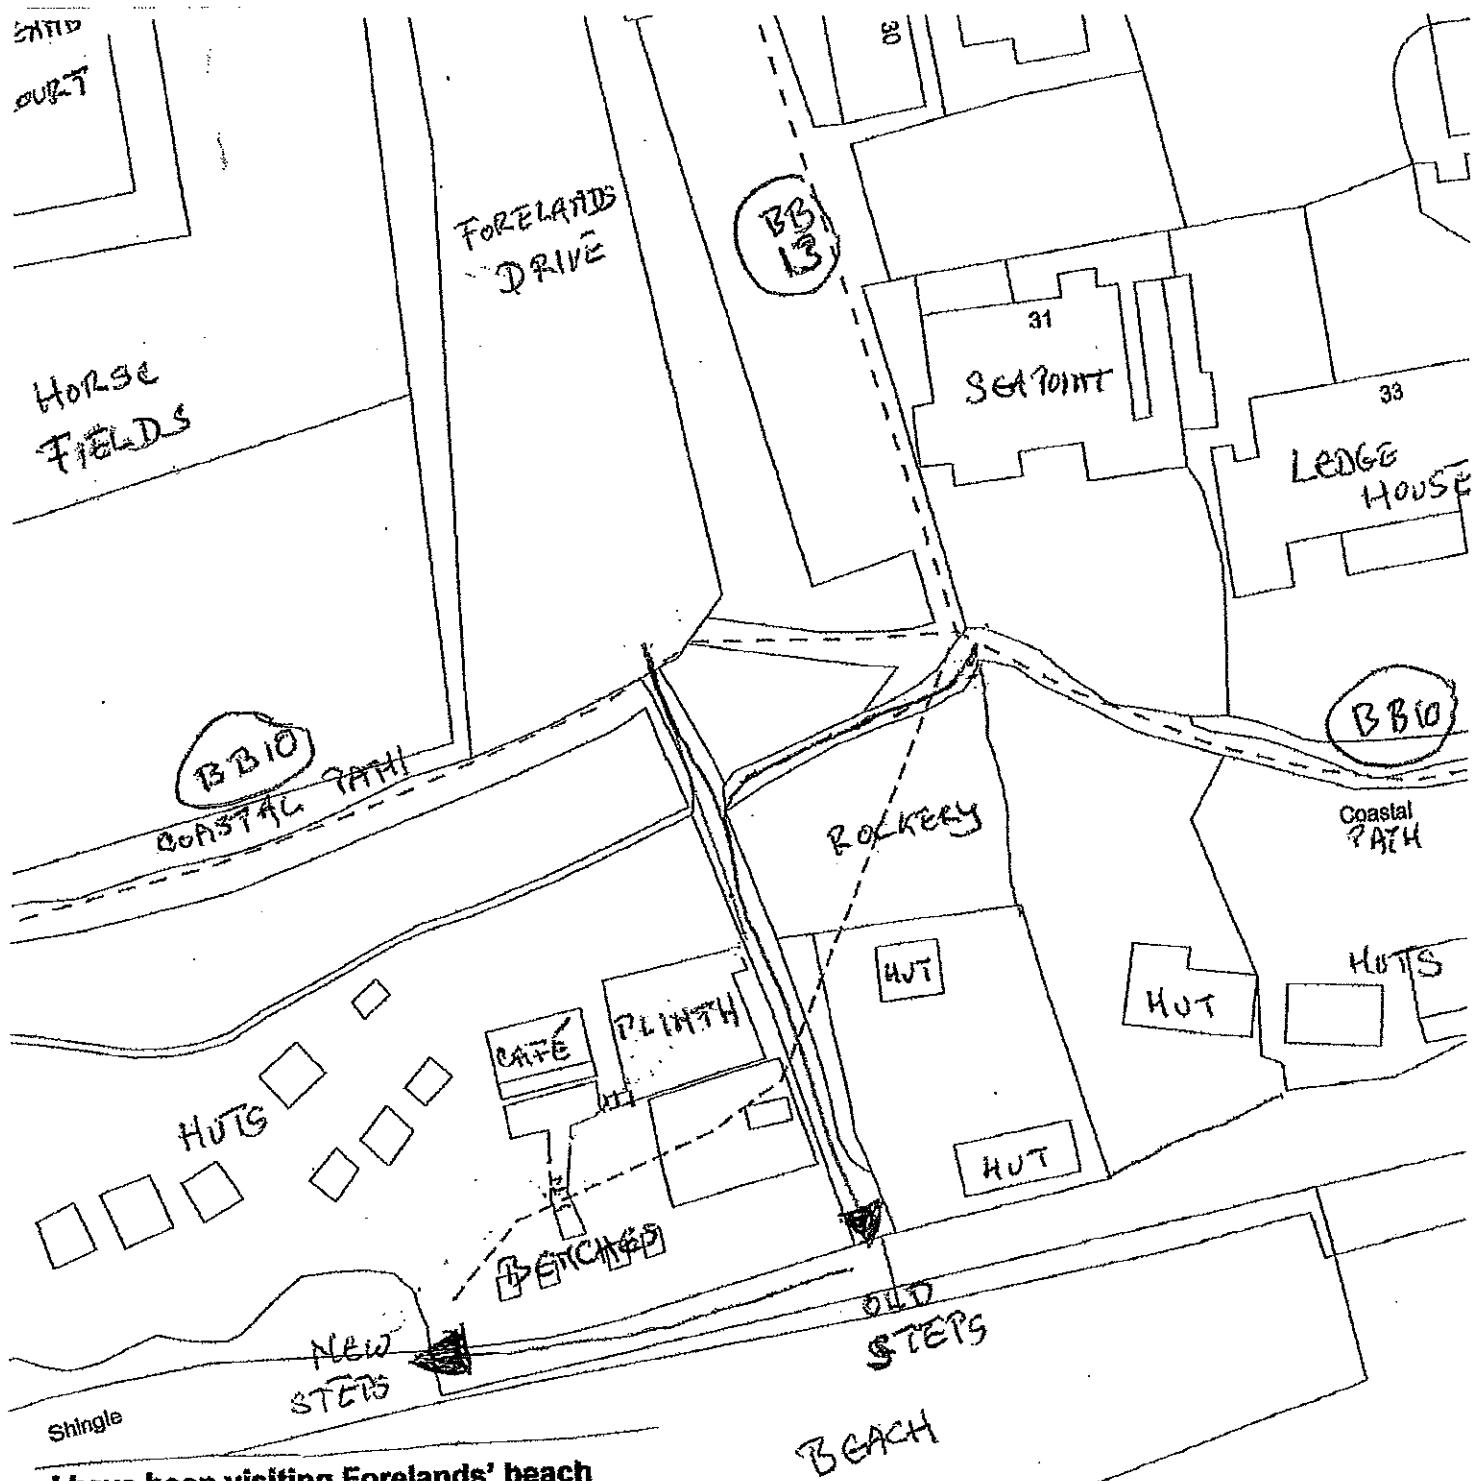 OURT
30
FORELANDS
DRIVE
BB
13
31
SEAPOINT
33
HORSE
FIELDS
LEDGE
HOUSE
BB10
BB10
COASTAL PATH
Coastal
PATH
ROCKERY
HUT
HUT
HUTS
CAFÉ
PLINTH
HUTS
HUT
BENCHES
OLD
STEPS
NEW
STEPS
Shingle
BEACH
have been visiting Forelands' beach